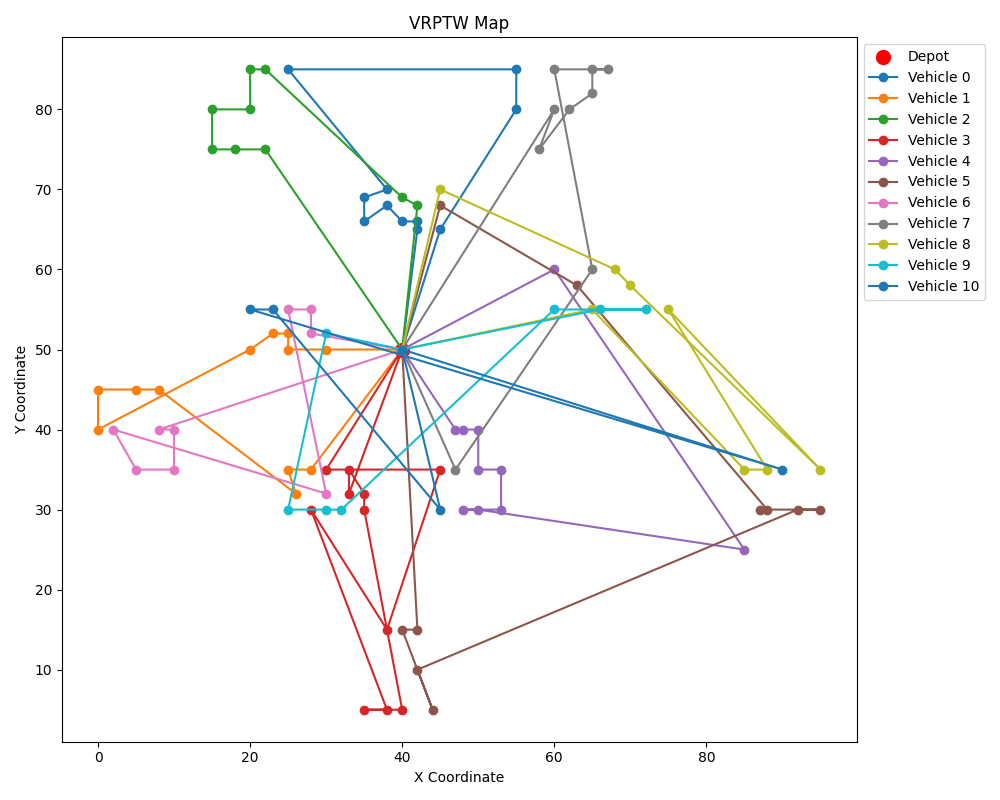 VRPTW Map
Y Coordinate
80
70
60
50
40
30
20
10
0
20
40
60
80
X Coordinate
Depot
Vehicle 0
Vehicle 1
Vehicle 2
Vehicle 3
Vehicle 4
Vehicle 5
Vehicle 6
Vehicle 7
Vehicle 8
Vehicle 9
Vehicle 10